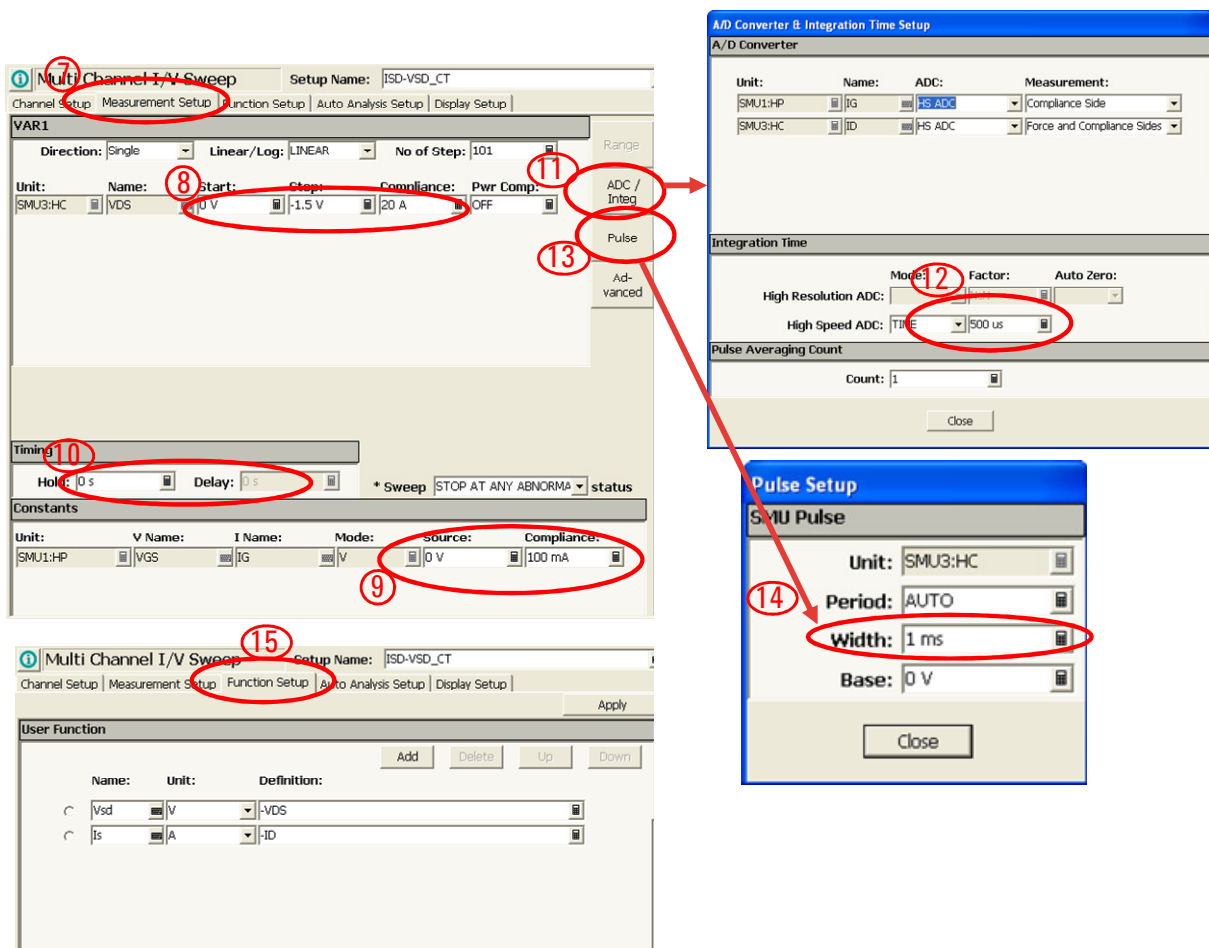 ⑦
Multi Channel I/V Sweep Setup Name: ISD-VSD_CT
Channel Setup Measurement Setup Function Setup Auto Analysis Setup Display Setup
VAR1
Direction: Single Linear/Log: LINEAR No of Step: 101
Range
⑧
⑪
Unit: Name: Start: Stop: Compliance: Pwr Comp:
SMU3:HC VDS 0 V -1.5 V 20 A OFF
ADC / Integ
⑬
Pulse
Ad-
vanced
Timing
⑩
Hold: 0 s Delay: 0 s * Sweep STOP AT ANY ABNORMA status
Constants
Unit: V Name: I Name: Mode: Source: Compliance:
SMU1:HP VGS IG V 0 V 100 mA
⑨
A/D Converter & Integration Time Setup
A/D Converter
Unit: Name: ADC: Measurement:
SMU1:HP IG HS ADC Compliance Side
SMU3:HC ID HS ADC Force and Compliance Sides
Integration Time
⑫
Mode: Factor: Auto Zero:
High Resolution ADC:
High Speed ADC: TIME 500 us
Pulse Averaging Count
Count: 1
Close
Pulse Setup
SMU Pulse
Unit: SMU3:HC
⑭
Period: AUTO
Width: 1 ms
Base: 0 V
Close
⑮
Multi Channel I/V Sweep Setup Name: ISD-VSD_CT
Channel Setup Measurement Setup Function Setup Auto Analysis Setup Display Setup
Apply
User Function
Add Delete Up Down
Name: Unit: Definition:
Vsd V -VDS
Is A -ID